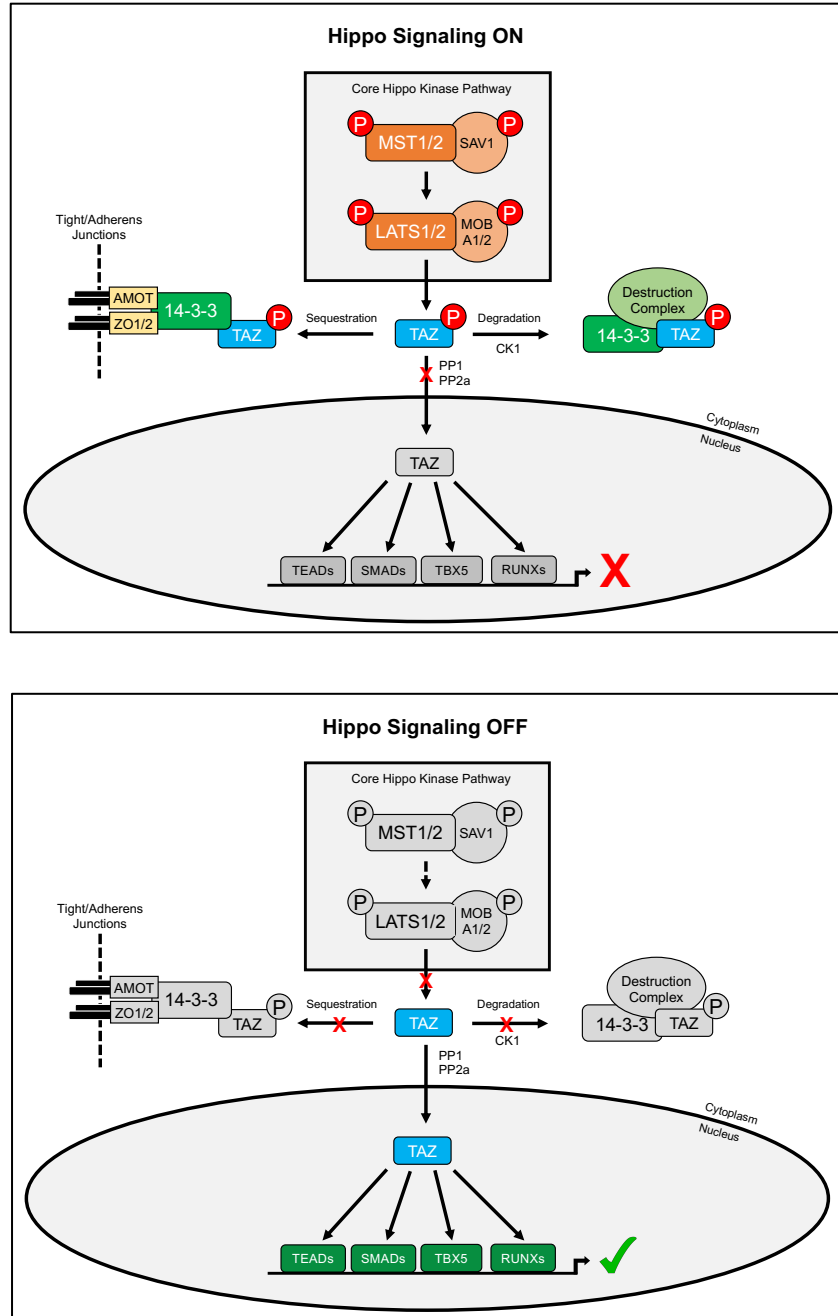 Hippo Signaling ON
Core Hippo Kinase Pathway
P
P
MST1/2
SAV1
P
P
LATS1/2
MOB
A1/2
Tight/Adherens
Junctions
AMOT
14-3-3
ZO1/2
TAZ
P
Sequestration
TAZ
P
Degradation
CK1
Destruction
Complex
14-3-3
TAZ
P
X
PP1
PP2a
Cytoplasm
Nucleus
TAZ
TEADs
SMADs
TBX5
RUNXs
X
Hippo Signaling OFF
Core Hippo Kinase Pathway
P
P
MST1/2
SAV1
P
P
LATS1/2
MOB
A1/2
X
Tight/Adherens
Junctions
AMOT
14-3-3
ZO1/2
TAZ
P
Sequestration
X
TAZ
Degradation
X
CK1
Destruction
Complex
14-3-3
TAZ
P
PP1
PP2a
Cytoplasm
Nucleus
TAZ
TEADs
SMADs
TBX5
RUNXs